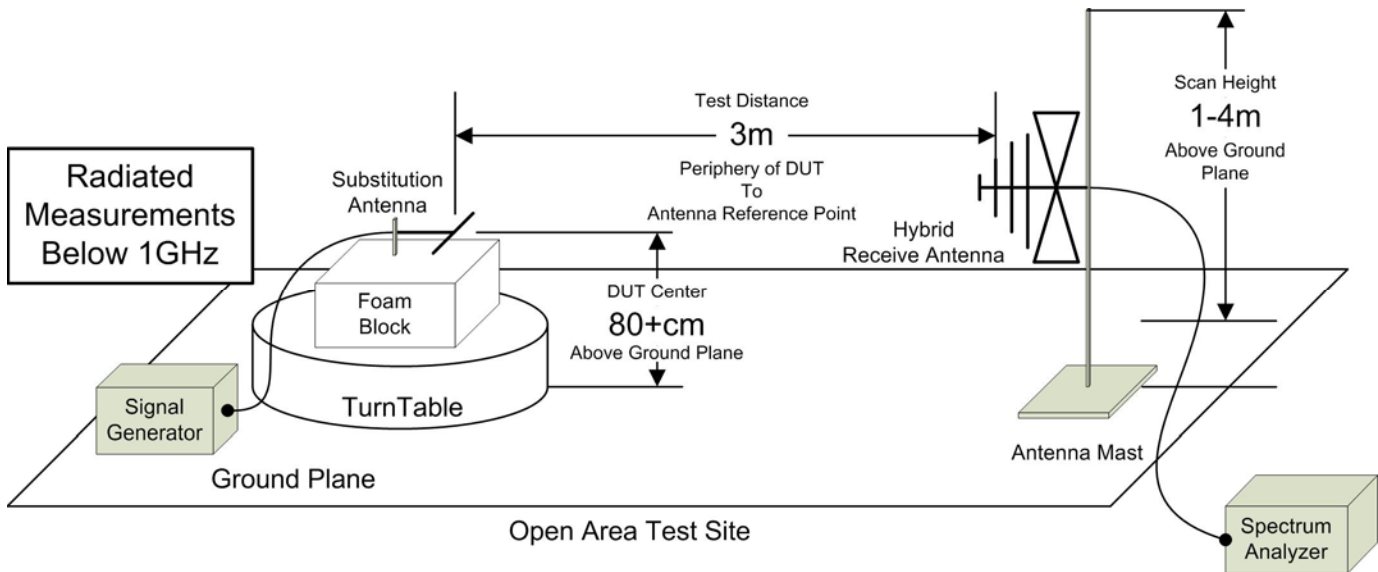 Radiated
Measurements
Below 1GHz
Substitution
Antenna
Test Distance
3m
Periphery of DUT
To
Antenna Reference Point
Hybrid
Receive Antenna
Scan Height
1-4m
Above Ground
Plane
Foam
Block
DUT Center
80+cm
Above Ground Plane
TurnTable
Signal
Generator
Ground Plane
Antenna Mast
Open Area Test Site
Spectrum
Analyzer